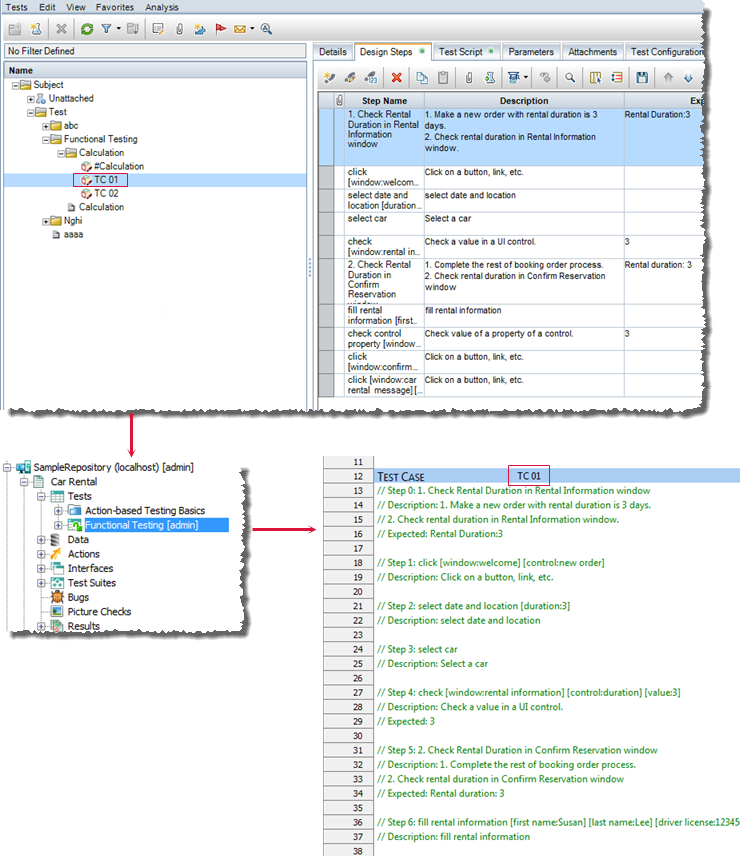 Tests Edit View Favorites Analysis
No Filter Defined
Name
Subject
Unattached
Test
abc
Functional Testing
Calculation
#Calculation
TC 01
TC 02
Calculation
Nghi
aaaa
Details Design Steps Test Script Parameters Attachments Test Configuration
Step Name Description Exp
1. Check Rental Duration in Rental Information window
1. Make a new order with rental duration is 3 days.
2. Check rental duration in Rental Information window.
Rental Duration:3
click [window:welcom... Click on a button, link, etc.
select date and location [duration... select date and location
select car Select a car
check [window:rental in... Check a value in a UI control. 3
2. Check Rental Duration in Confirm Reservation
1. Complete the rest of booking order process.
2. Check rental duration in Confirm Reservation window
Rental duration: 3
fill rental information [first... fill rental information
check control property [window... Check value of a property of a control. 3
click [window:confirm... Click on a button, link, etc.
click [window:car rental message] [... Click on a button, link, etc.
SampleRepository (localhost) [admin]
Car Rental
Tests
Action-based Testing Basics
Functional Testing [admin]
Data
Actions
Interfaces
Test Suites
Bugs
Picture Checks
Results
11
12 TEST CASE TC 01
13 // Step 0: 1. Check Rental Duration in Rental Information window
14 // Description: 1. Make a new order with rental duration is 3 days.
15 // 2. Check rental duration in Rental Information window.
16 // Expected: Rental Duration:3
17
18 // Step 1: click [window:welcome] [control:new order]
19 // Description: Click on a button, link, etc.
20
21 // Step 2: select date and location [duration:3]
22 // Description: select date and location
23
24 // Step 3: select car
25 // Description: Select a car
26
27 // Step 4: check [window:rental information] [control:duration] [value:3]
28 // Description: Check a value in a UI control.
29 // Expected: 3
30
31 // Step 5: 2. Check Rental Duration in Confirm Reservation window
32 // Description: 1. Complete the rest of booking order process.
33 // 2. Check rental duration in Confirm Reservation window
34 // Expected: Rental duration: 3
35
36 // Step 6: fill rental information [first name:Susan] [last name:Lee] [driver license:12345
37 // Description: fill rental information
38